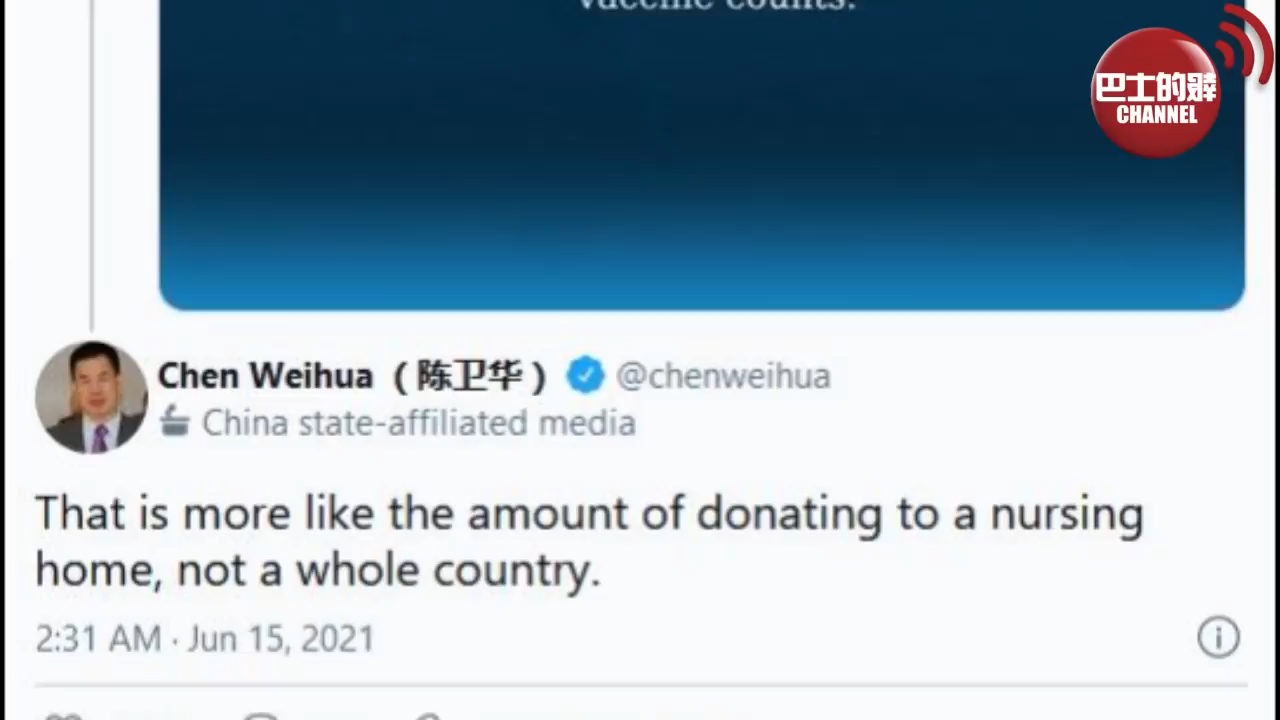 vaccine counts.
巴士的報
CHANNEL
Chen Weihua（陈卫华） @chenweihua
China state-affiliated media
That is more like the amount of donating to a nursing
home, not a whole country.
2:31 AM · Jun 15, 2021